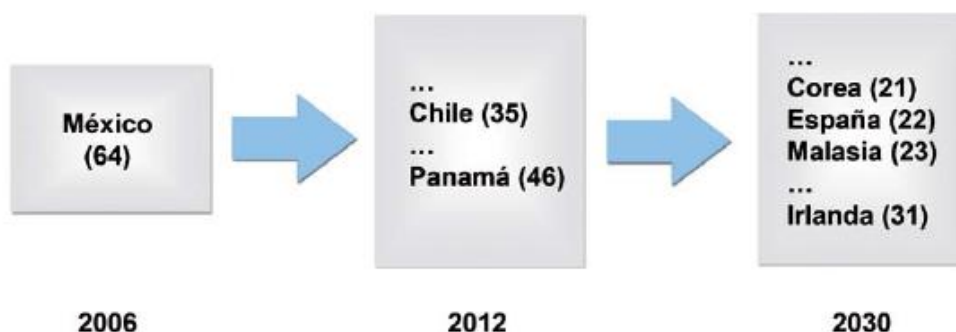 México
(64)
...
Chile (35)
...
Panamá (46)
...
Corea (21)
España (22)
Malasia (23)
...
Irlanda (31)
2006
2012
2030